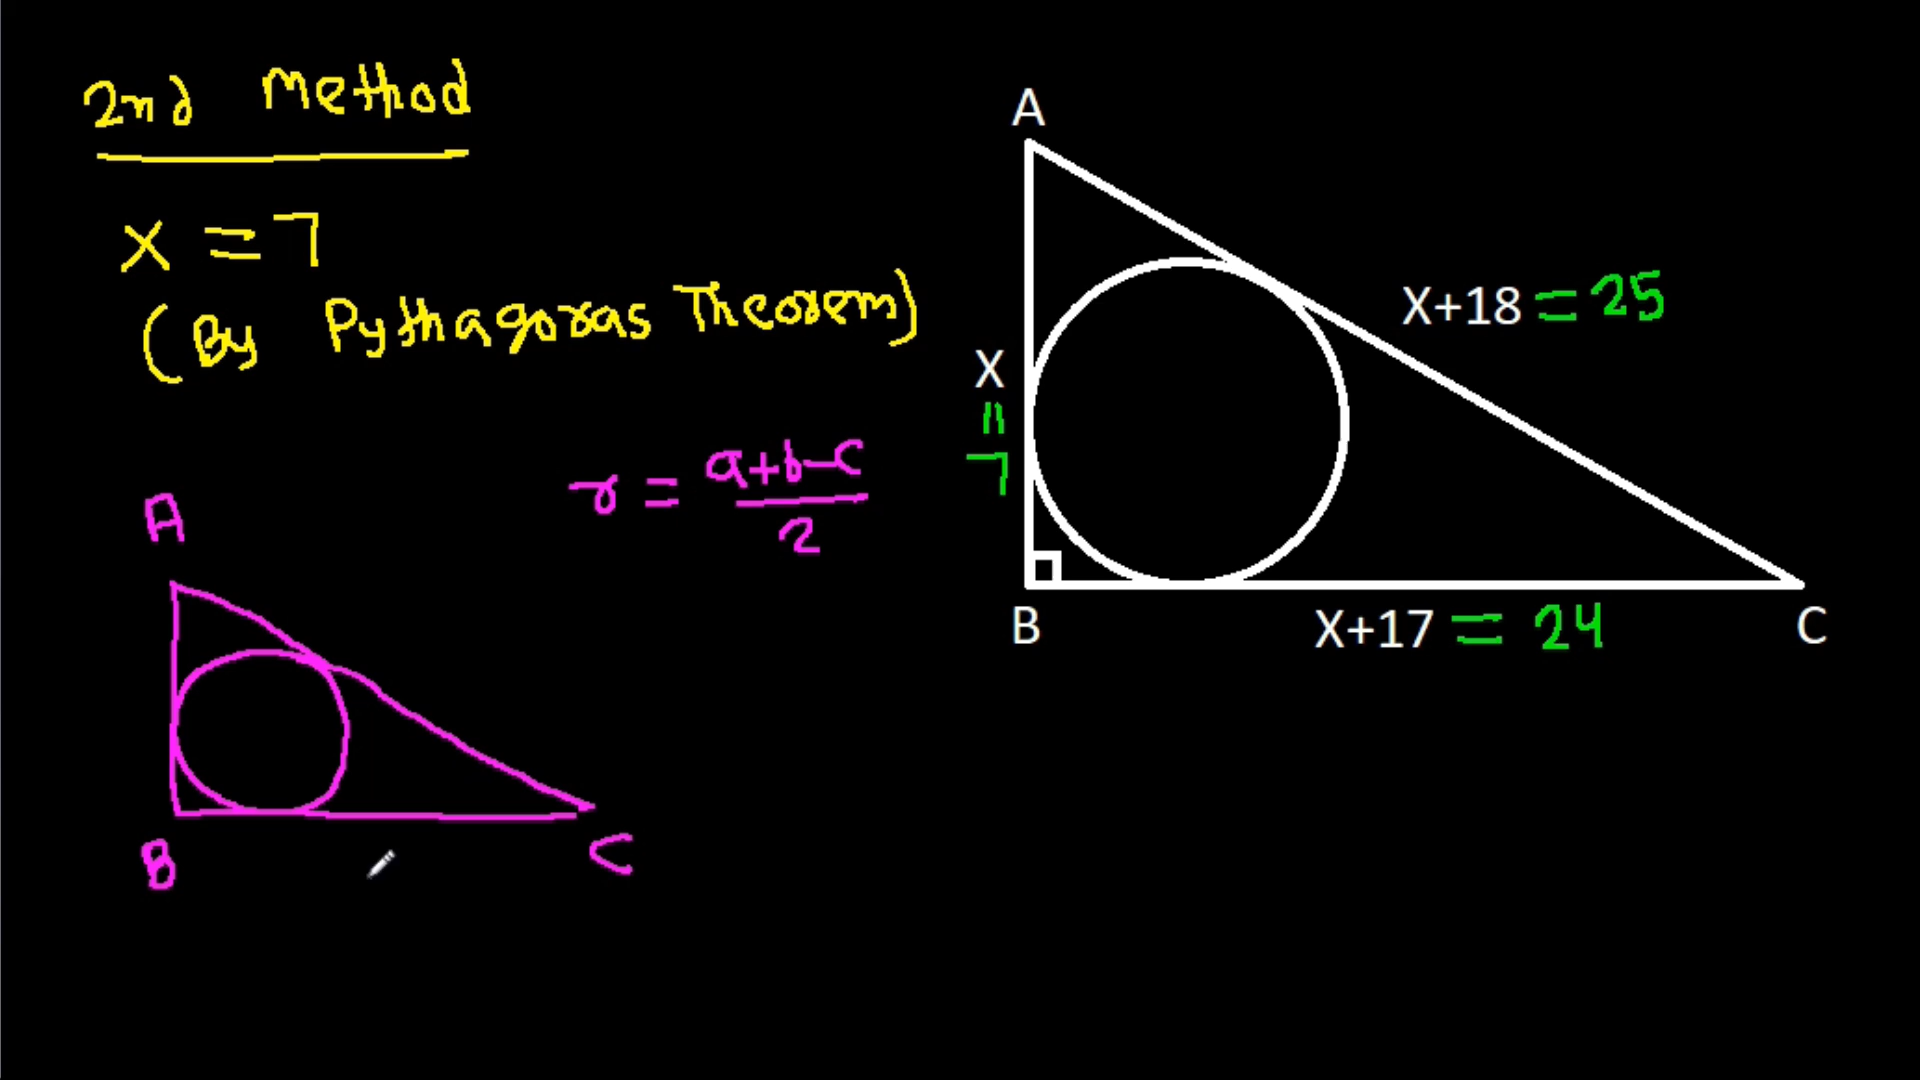 2nd Method
X = 7
(By Pythagoras Theorem)
r = a+b-c
2
A
B
C
A
X+18 = 25
X
=
7
B
X+17 = 24
C